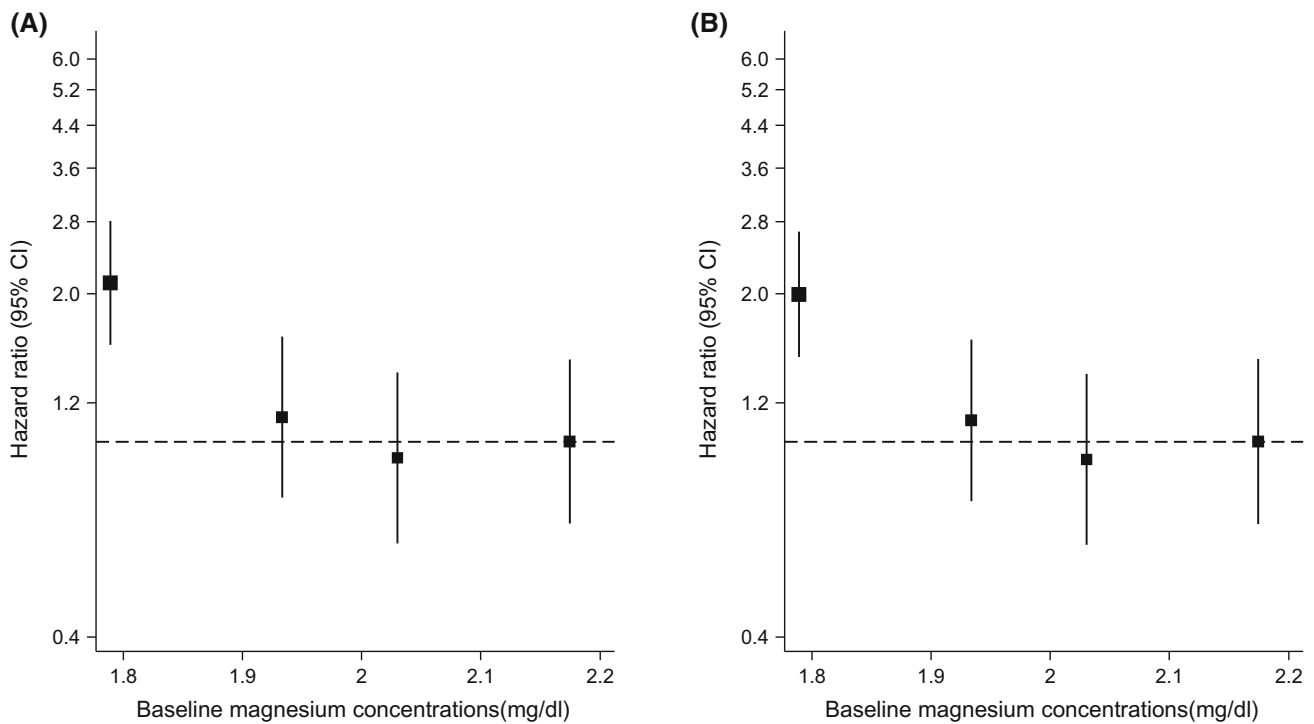 (A)
Hazard ratio (95% CI)
6.0
5.2
4.4
3.6
2.8
2.0
1.2
0.4
1.8 1.9 2 2.1 2.2
Baseline magnesium concentrations(mg/dl)
(B)
Hazard ratio (95% CI)
6.0
5.2
4.4
3.6
2.8
2.0
1.2
0.4
1.8 1.9 2 2.1 2.2
Baseline magnesium concentrations(mg/dl)